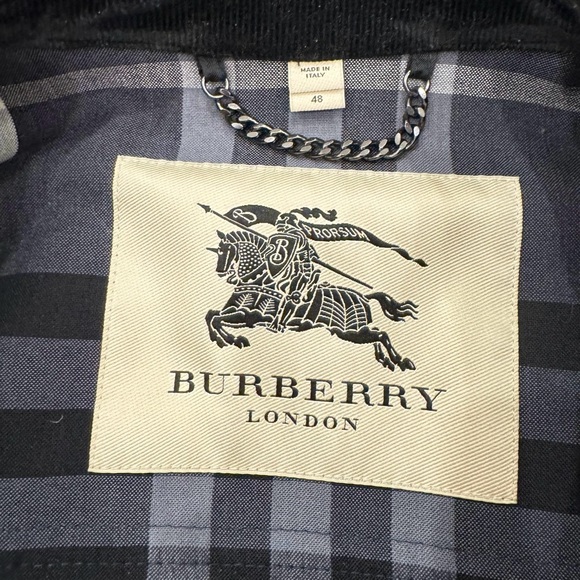 MADE IN
ITALY
48
B PRORSUM
B
BURBERRY
LONDON